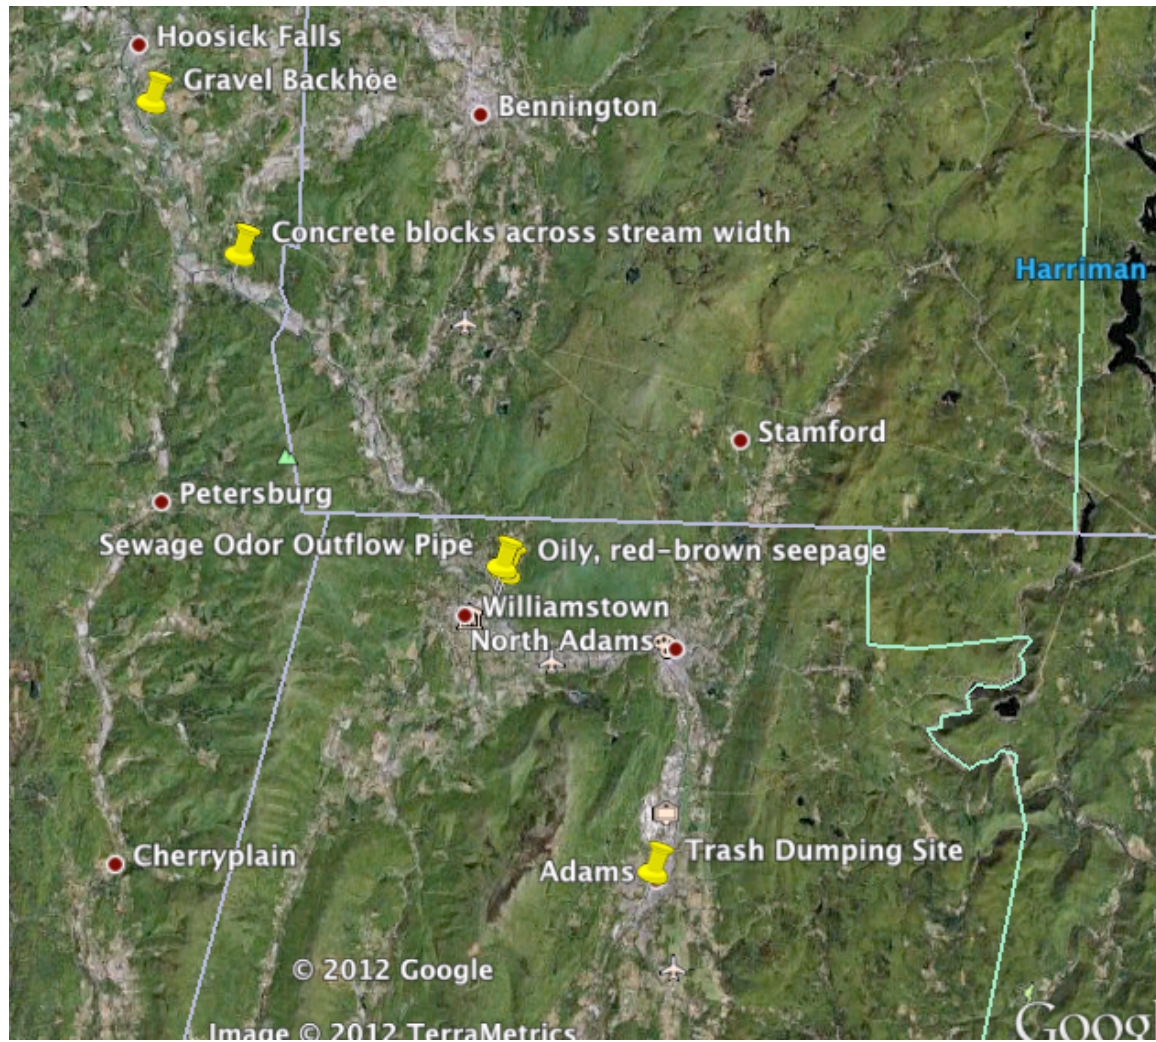 Hoosick Falls
Gravel Backhoe
Bennington
Concrete blocks across stream width
Harriman
Stamford
Petersburg
Sewage Odor Outflow Pipe
Oily, red-brown seepage
Williamstown
North Adams
Trash Dumping Site
Cherryplain
Adams
© 2012 Google
Image © 2012 TerraMetrics
Goog